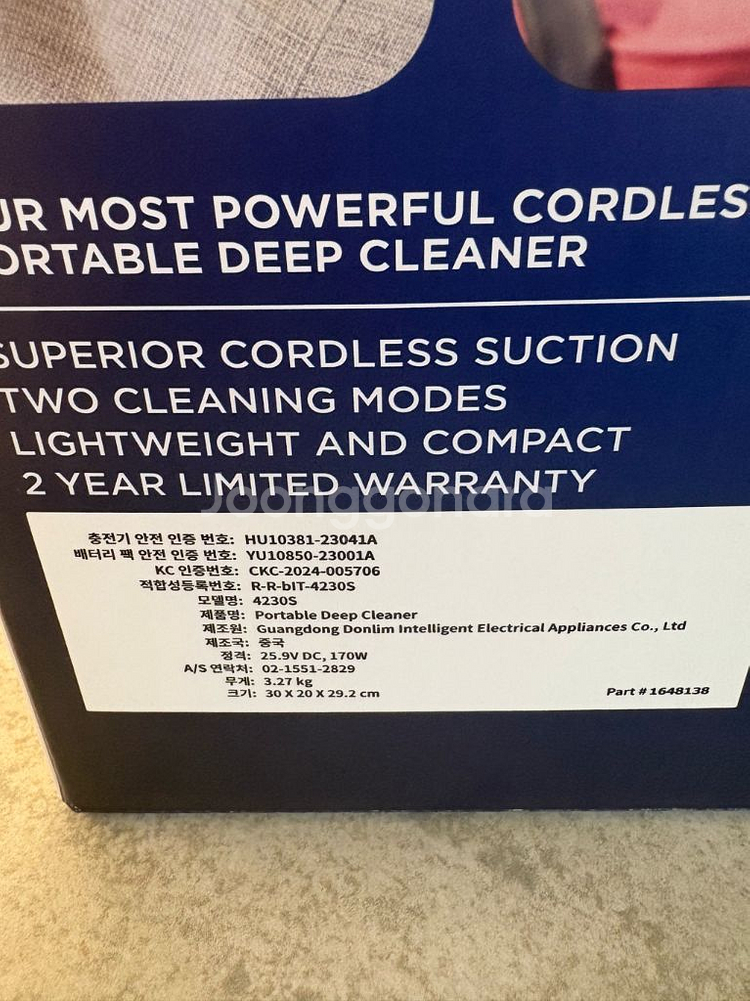 UR MOST POWERFUL CORDLES
ORTABLE DEEP CLEANER
SUPERIOR CORDLESS SUCTION
TWO CLEANING MODES
LIGHTWEIGHT AND COMPACT
2 YEAR LIMITED WARRANTY
Joonggonara
충전기 안전 인증 번호: HU10381-23041A
배터리 팩 안전 인증 번호: YU10850-23001A
KC 인증번호: CKC-2024-005706
적합성등록번호: R-R-bIT-4230S
모델명: 4230S
제품명: Portable Deep Cleaner
제조원: Guangdong Donlim Intelligent Electrical Appliances Co., Ltd
제조국: 중국
정격: 25.9V DC, 170W
A/S 연락처: 02-1551-2829
무게: 3.27 kg
크기: 30 X 20 X 29.2 cm
Part # 1648138